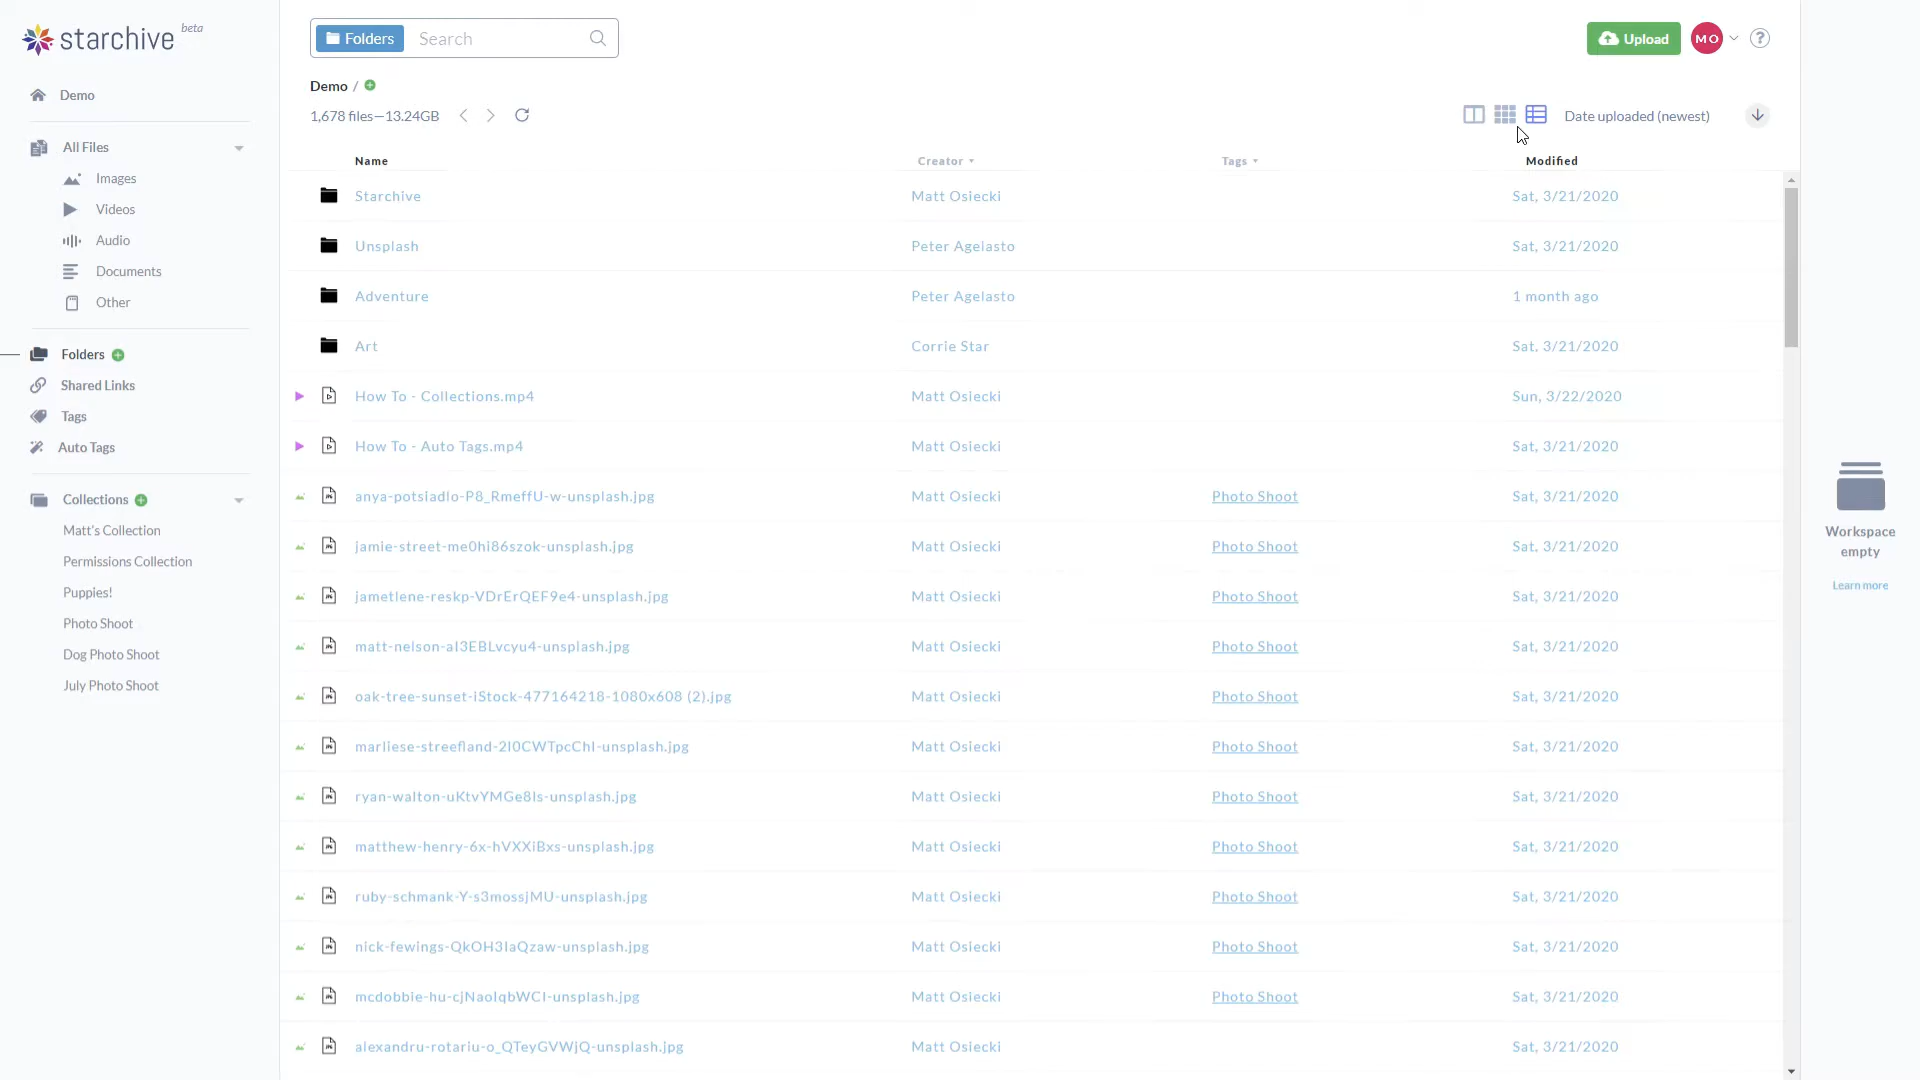 starchive beta
Folders Search
Upload MO ?
Demo
Demo /
1,678 files—13.24GB
Date uploaded (newest)
All Files
Images
Videos
Audio
Documents
Other
Folders
Shared Links
Tags
Auto Tags
Collections
Matt's Collection
Permissions Collection
Puppies!
Photo Shoot
Dog Photo Shoot
July Photo Shoot
Name Creator Tags Modified
Starchive Matt Osiecki Sat, 3/21/2020
Unsplash Peter Agelasto Sat, 3/21/2020
Adventure Peter Agelasto 1 month ago
Art Corrie Star Sat, 3/21/2020
How To - Collections.mp4 Matt Osiecki Sun, 3/22/2020
How To - Auto Tags.mp4 Matt Osiecki Sat, 3/21/2020
anya-potsiadlo-P8_RmeffU-w-unsplash.jpg Matt Osiecki Photo Shoot Sat, 3/21/2020
jamie-street-me0hi86szok-unsplash.jpg Matt Osiecki Photo Shoot Sat, 3/21/2020
jametlene-reskp-VDrErQEF9e4-unsplash.jpg Matt Osiecki Photo Shoot Sat, 3/21/2020
matt-nelson-aI3EBLvcyu4-unsplash.jpg Matt Osiecki Photo Shoot Sat, 3/21/2020
oak-tree-sunset-iStock-477164218-1080x608 (2).jpg Matt Osiecki Photo Shoot Sat, 3/21/2020
marliese-streefland-2l0CWTpcChI-unsplash.jpg Matt Osiecki Photo Shoot Sat, 3/21/2020
ryan-walton-uKtvYMGe8Is-unsplash.jpg Matt Osiecki Photo Shoot Sat, 3/21/2020
matthew-henry-6x-hVXXiBxs-unsplash.jpg Matt Osiecki Photo Shoot Sat, 3/21/2020
ruby-schmank-Y-s3mossjMU-unsplash.jpg Matt Osiecki Photo Shoot Sat, 3/21/2020
nick-fewings-QkOH3IaQzaw-unsplash.jpg Matt Osiecki Photo Shoot Sat, 3/21/2020
mcdobbie-hu-cjNaoIqbWCI-unsplash.jpg Matt Osiecki Photo Shoot Sat, 3/21/2020
alexandru-rotariu-o_QTeyGVWjQ-unsplash.jpg Matt Osiecki Sat, 3/21/2020
Workspace
empty
Learn more